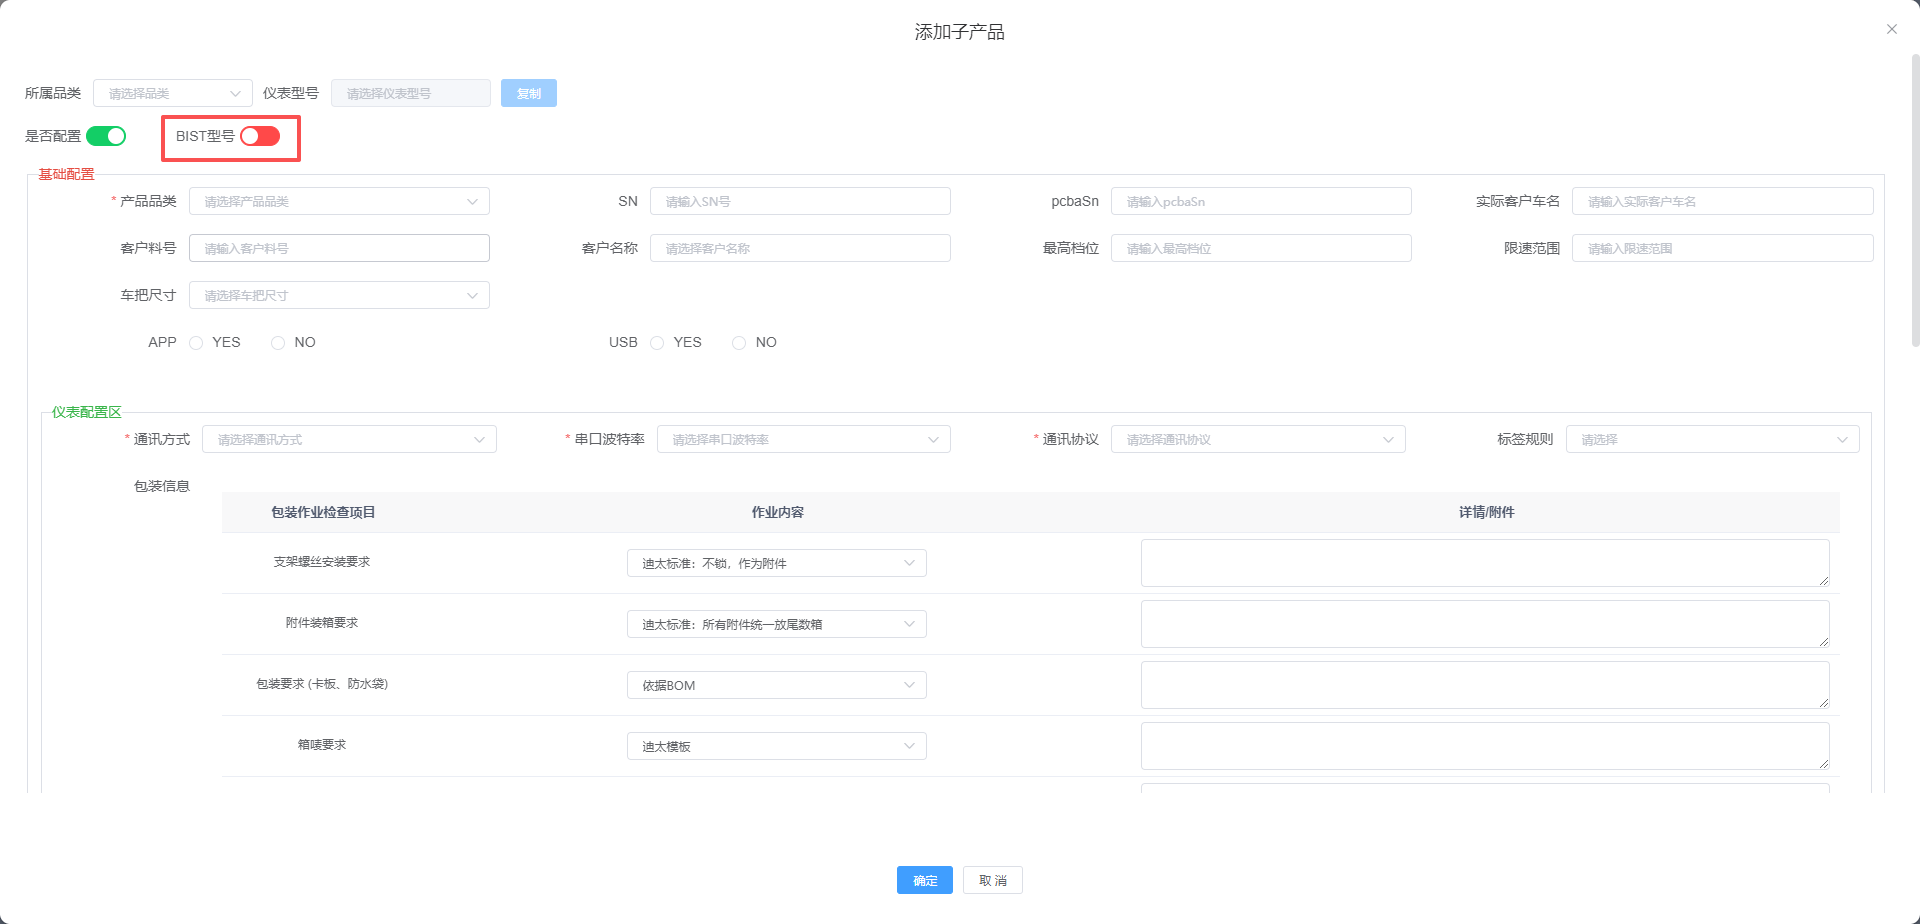 添加子产品
所属品类 请选择品类 仪表型号 请选择仪表型号 复制
是否配置 BIST型号
基础配置
* 产品品类 请选择产品品类 SN 请输入SN号 pcbaSn 请输入pcbaSn 实际客户车名 请输入实际客户车名
客户料号 请输入客户料号 客户名称 请选择客户名称 最高档位 请输入最高档位 限速范围 请输入限速范围
车把尺寸 请选择车把尺寸
APP YES NO USB YES NO
仪表配置区
* 通讯方式 请选择通讯方式 * 串口波特率 请选择串口波特率 * 通讯协议 请选择通讯协议 标签规则 请选择
包装信息
包装作业检查项目 作业内容 详情/附件
支架螺丝安装要求 迪太标准：不锁，作为附件
附件装箱要求 迪太标准：所有附件统一放尾数箱
包装要求 (卡板、防水袋) 依据BOM
箱唛要求 迪太模板
确定 取 消